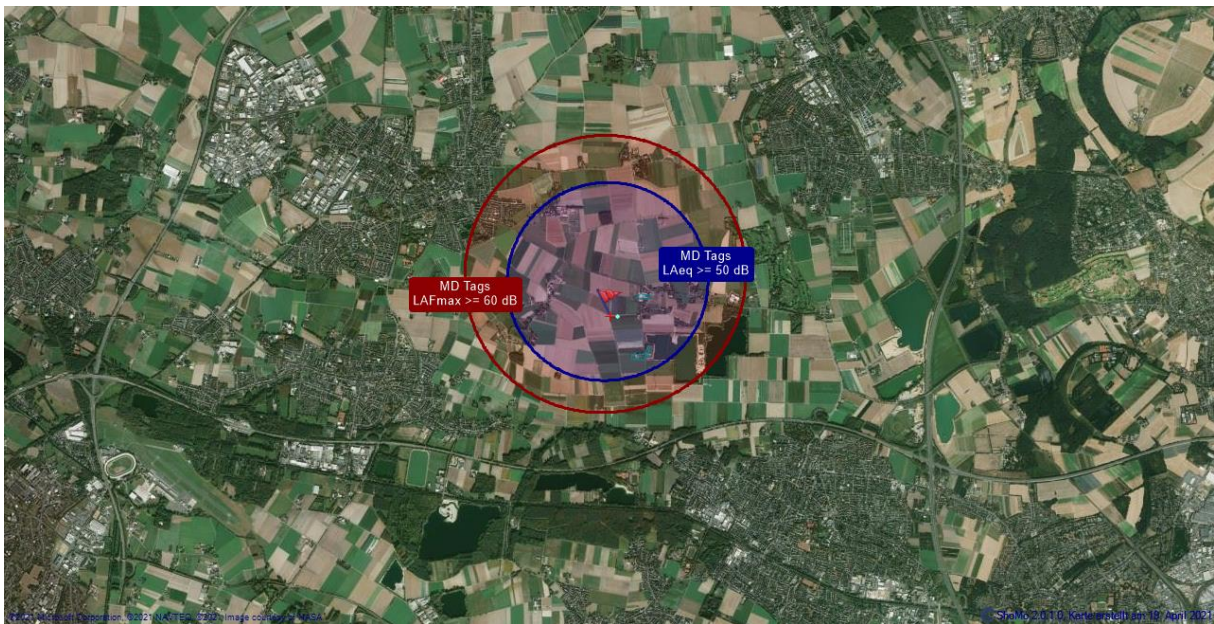 MD Tags
LAeq >= 50 dB
MD Tags
LAFmax >= 60 dB
©2021 Microsoft Corporation, ©2021 NAVTEQ, ©2021 Image courtesy of NASA
ShoMo 2.0.1.0, Karte erstellt am 19. April 2021